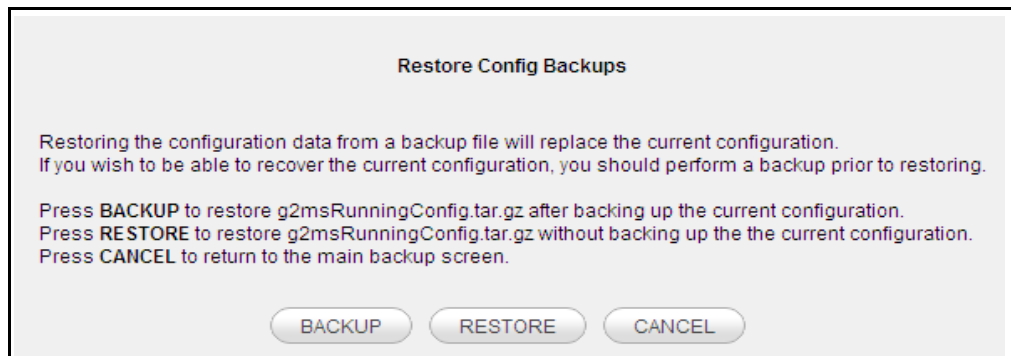 Restore Config Backups
Restoring the configuration data from a backup file will replace the current configuration.
If you wish to be able to recover the current configuration, you should perform a backup prior to restoring.
Press BACKUP to restore g2msRunningConfig.tar.gz after backing up the current configuration.
Press RESTORE to restore g2msRunningConfig.tar.gz without backing up the the current configuration.
Press CANCEL to return to the main backup screen.
BACKUP RESTORE CANCEL